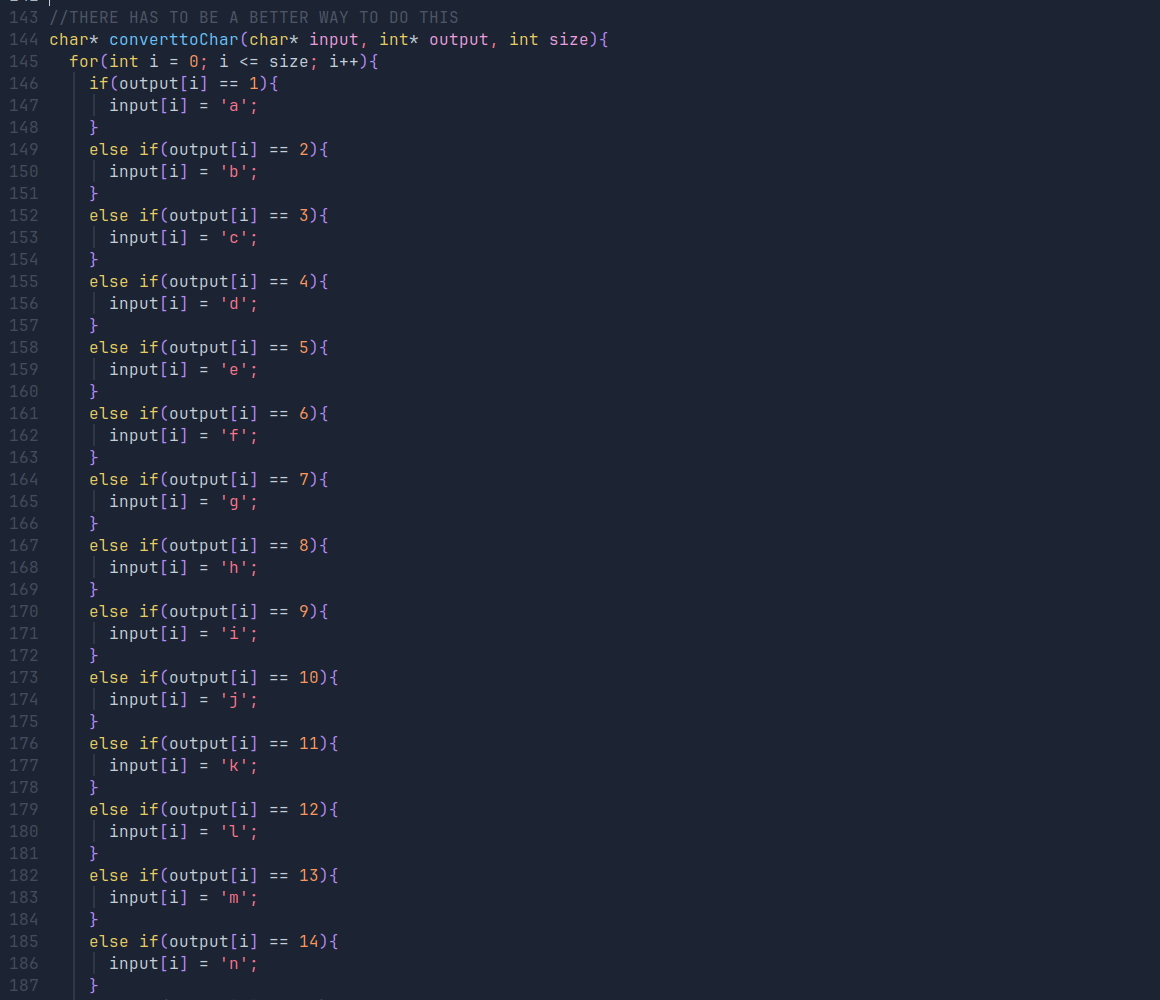 143 //THERE HAS TO BE A BETTER WAY TO DO THIS
144 char* converttoChar(char* input, int* output, int size){
145   for(int i = 0; i <= size; i++){
146     if(output[i] == 1){
147       input[i] = 'a';
148     }
149     else if(output[i] == 2){
150       input[i] = 'b';
151     }
152     else if(output[i] == 3){
153       input[i] = 'c';
154     }
155     else if(output[i] == 4){
156       input[i] = 'd';
157     }
158     else if(output[i] == 5){
159       input[i] = 'e';
160     }
161     else if(output[i] == 6){
162       input[i] = 'f';
163     }
164     else if(output[i] == 7){
165       input[i] = 'g';
166     }
167     else if(output[i] == 8){
168       input[i] = 'h';
169     }
170     else if(output[i] == 9){
171       input[i] = 'i';
172     }
173     else if(output[i] == 10){
174       input[i] = 'j';
175     }
176     else if(output[i] == 11){
177       input[i] = 'k';
178     }
179     else if(output[i] == 12){
180       input[i] = 'l';
181     }
182     else if(output[i] == 13){
183       input[i] = 'm';
184     }
185     else if(output[i] == 14){
186       input[i] = 'n';
187     }